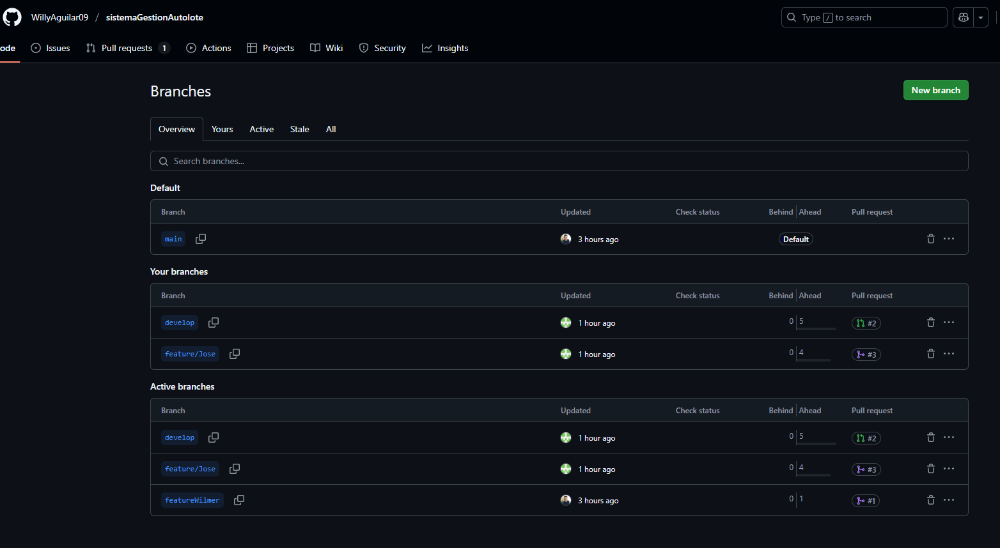 WillyAguilar09 / sistemaGestionAutolote
Type / to search
ode Issues Pull requests 1 Actions Projects Wiki Security Insights
Branches
New branch
Overview Yours Active Stale All
Search branches...
Default
Branch Updated Check status Behind Ahead Pull request
main 3 hours ago Default
Your branches
Branch Updated Check status Behind Ahead Pull request
develop 1 hour ago 0 5 #2
feature/Jose 1 hour ago 0 4 #3
Active branches
Branch Updated Check status Behind Ahead Pull request
develop 1 hour ago 0 5 #2
feature/Jose 1 hour ago 0 4 #3
featureWilmer 3 hours ago 0 1 #1